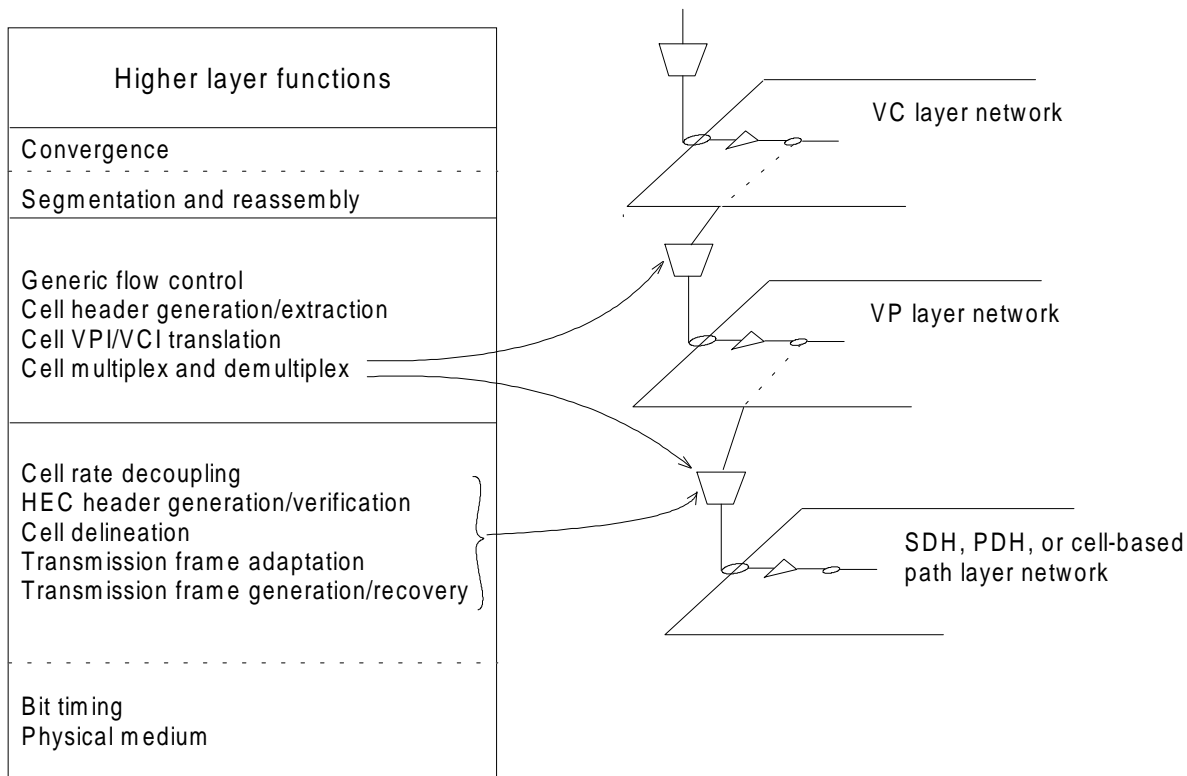 Higher layer functions
Convergence
Segmentation and reassembly
Generic flow control
Cell header generation/extraction
Cell VPI/VCI translation
Cell multiplex and demultiplex
Cell rate decoupling
HEC header generation/verification
Cell delineation
Transmission frame adaptation
Transmission frame generation/recovery
Bit timing
Physical medium
VC layer network
VP layer network
SDH, PDH, or cell-based
path layer network